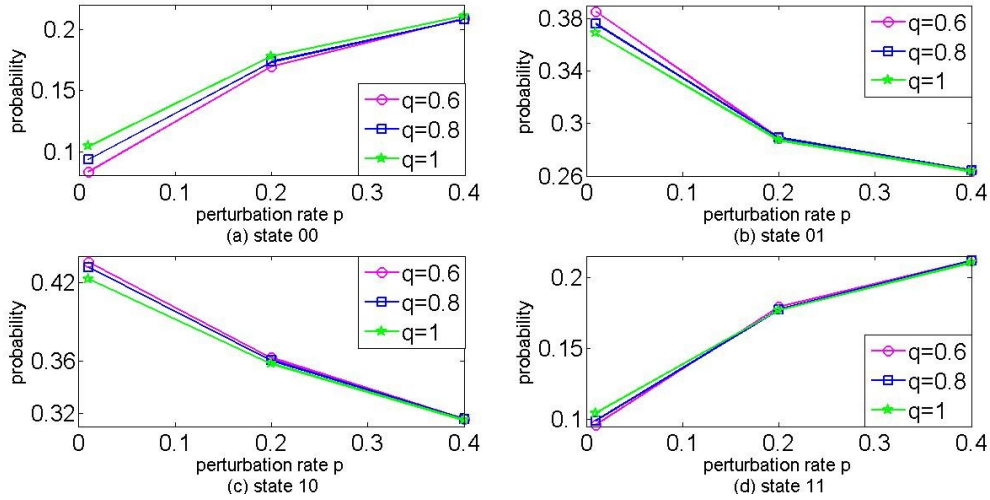 probability
0.2
0.15
0.1
q=0.6
q=0.8
q=1
0 0.1 0.2 0.3 0.4
perturbation rate p
(a) state 00
probability
0.38
0.34
0.3
0.26
q=0.6
q=0.8
q=1
0 0.1 0.2 0.3 0.4
perturbation rate p
(b) state 01
probability
0.42
0.36
0.32
q=0.6
q=0.8
q=1
0 0.1 0.2 0.3 0.4
perturbation rate p
(c) state 10
probability
0.2
0.15
0.1
q=0.6
q=0.8
q=1
0 0.1 0.2 0.3 0.4
perturbation rate p
(d) state 11